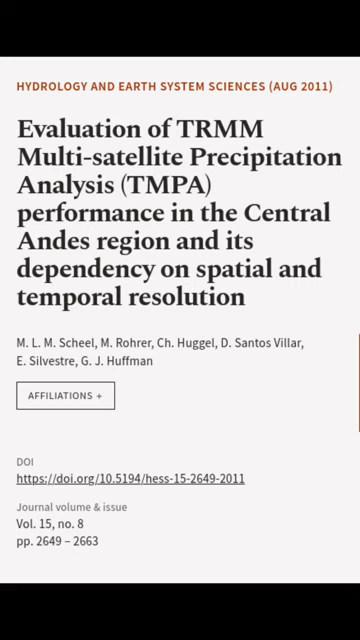 HYDROLOGY AND EARTH SYSTEM SCIENCES (AUG 2011)
Evaluation of TRMM
Multi-satellite Precipitation
Analysis (TMPA)
performance in the Central
Andes region and its
dependency on spatial and
temporal resolution
M. L. M. Scheel, M. Rohrer, Ch. Huggel, D. Santos Villar,
E. Silvestre, G. J. Huffman
AFFILIATIONS +
DOI
https://doi.org/10.5194/hess-15-2649-2011
Journal volume & issue
Vol. 15, no. 8
pp. 2649 – 2663